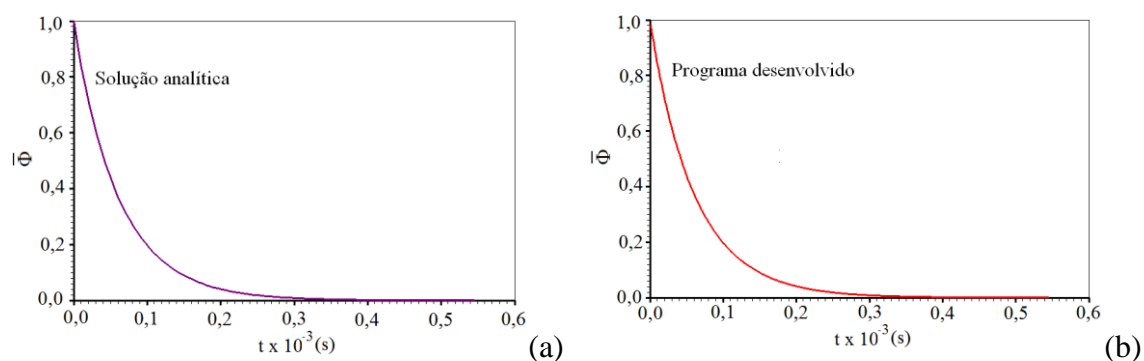 1,0
0,8
0,6
0,4
0,2
0,0
Φ̅
Solução analítica
0,0 0,1 0,2 0,3 0,4 0,5 0,6
t x 10⁻³(s)
(a)
1,0
0,8
0,6
0,4
0,2
0,0
Φ̅
Programa desenvolvido
0,0 0,1 0,2 0,3 0,4 0,5 0,6
t x 10⁻³(s)
(b)